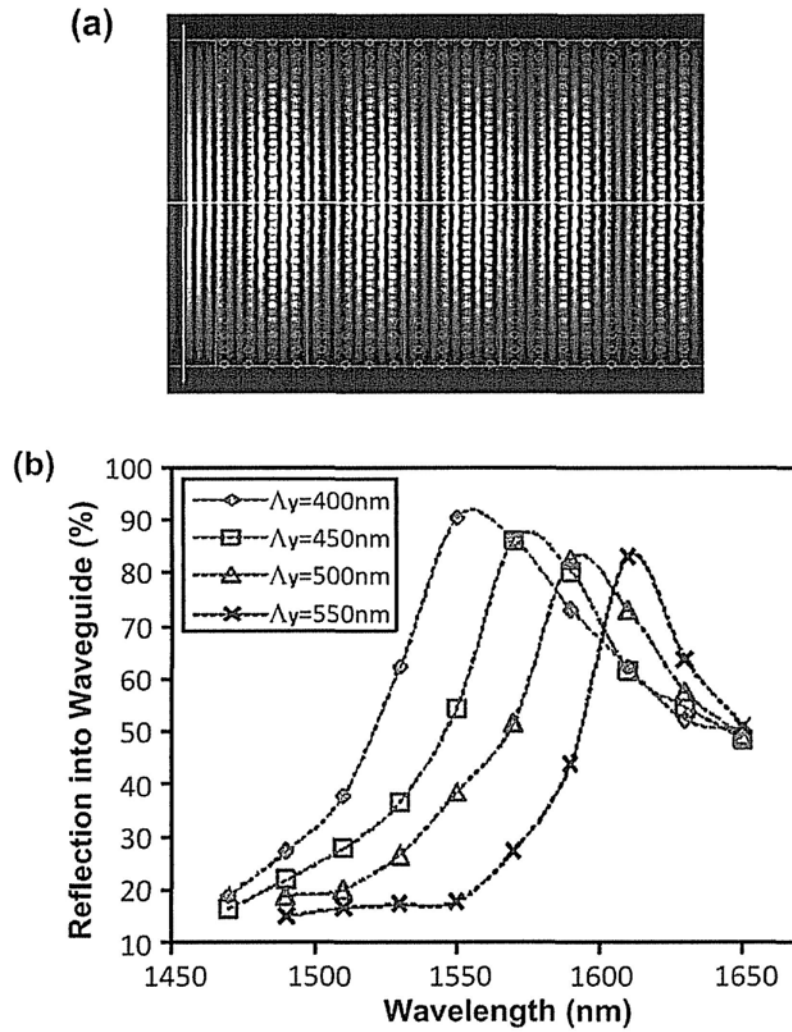 (a)
(b)
Reflection into Waveguide (%)
100
90
80
70
60
50
40
30
20
10
Λy=400nm
Λy=450nm
Λy=500nm
Λy=550nm
1450 1500 1550 1600 1650
Wavelength (nm)